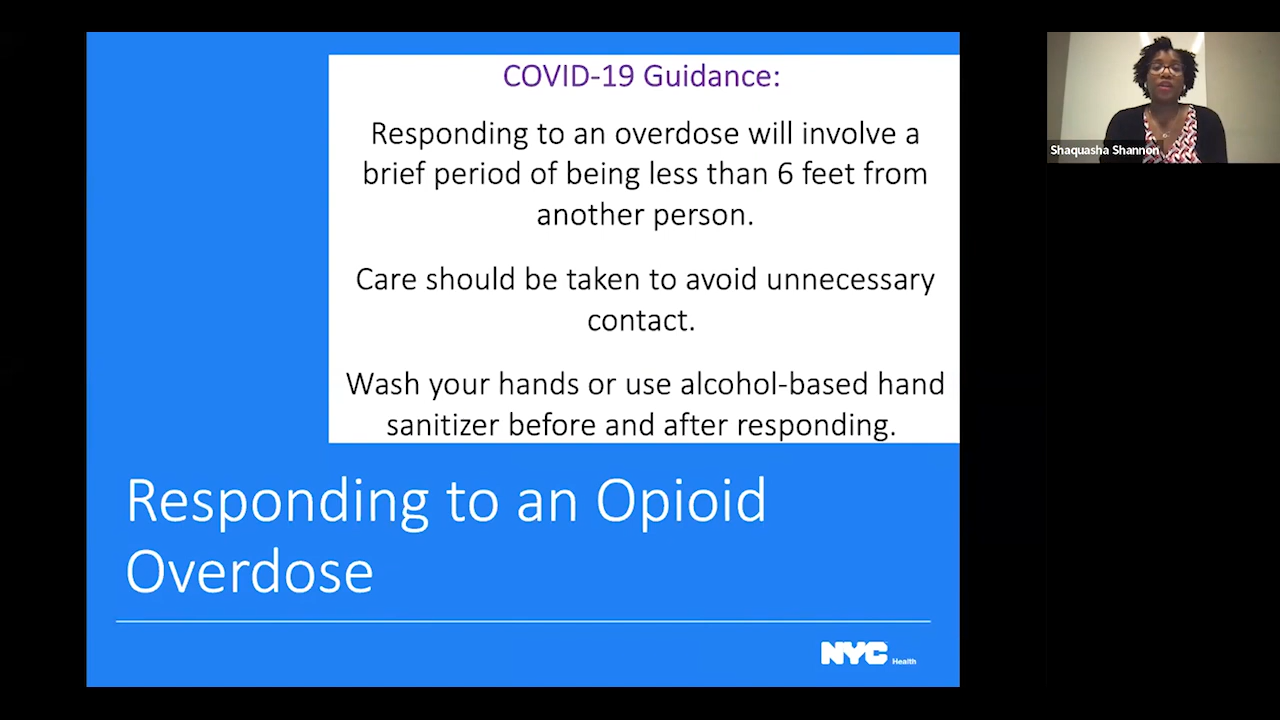 COVID-19 Guidance:
Responding to an overdose will involve a
brief period of being less than 6 feet from
another person.
Care should be taken to avoid unnecessary
contact.
Wash your hands or use alcohol-based hand
sanitizer before and after responding.
Responding to an Opioid
Overdose
NYC Health
Shaquasha Shannon